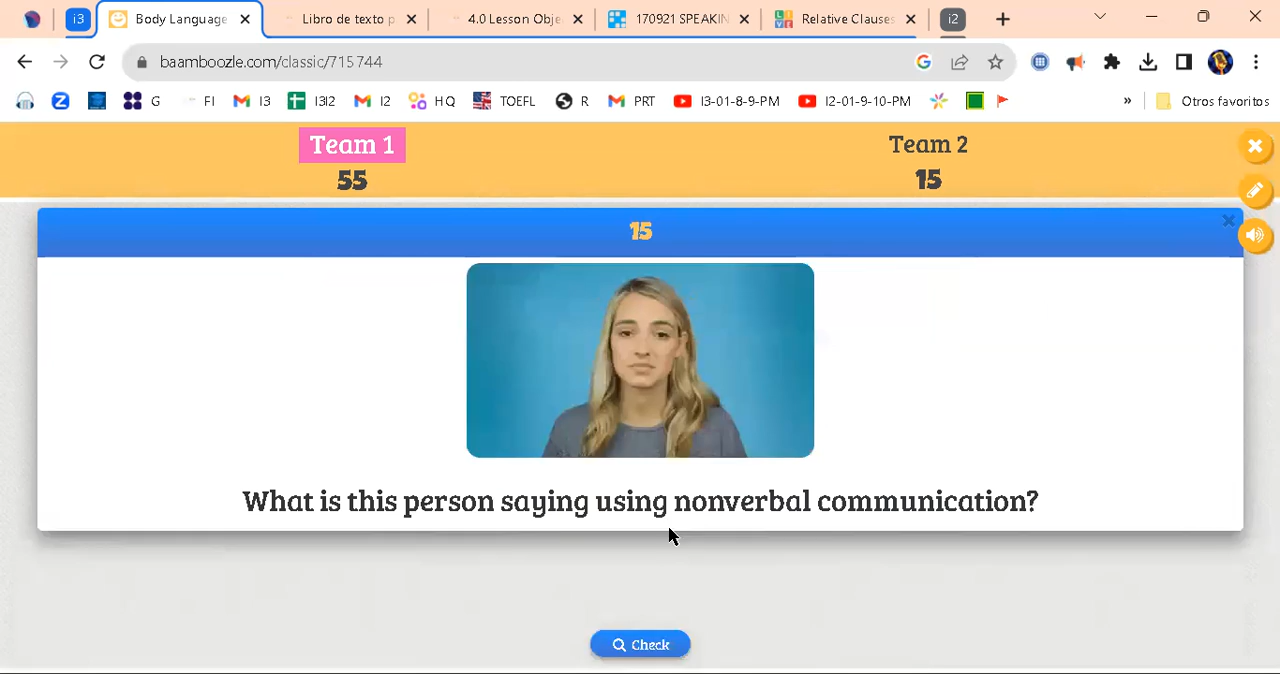 i3
Body Language
Libro de texto p
4.0 Lesson Obje
170921 SPEAKIN
Relative Clauses
i2
baamboozle.com/classic/715744
G
FI
I3
I3I2
I2
HQ
TOEFL
R
PRT
I3-01-8-9-PM
I2-01-9-10-PM
»
Otros favoritos
Team 1
55
Team 2
15
15
What is this person saying using nonverbal communication?
Check